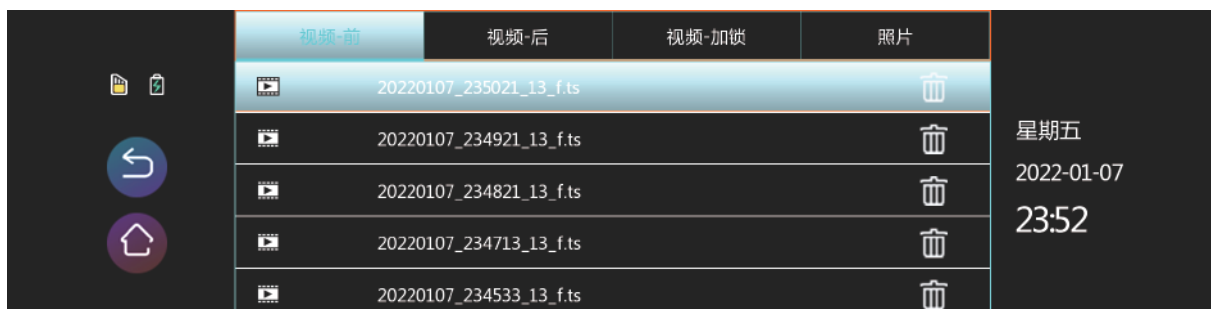 视频-前 视频-后 视频-加锁 照片
20220107_235021_13_f.ts
20220107_234921_13_f.ts
20220107_234821_13_f.ts
20220107_234713_13_f.ts
20220107_234533_13_f.ts
星期五
2022-01-07
23:52